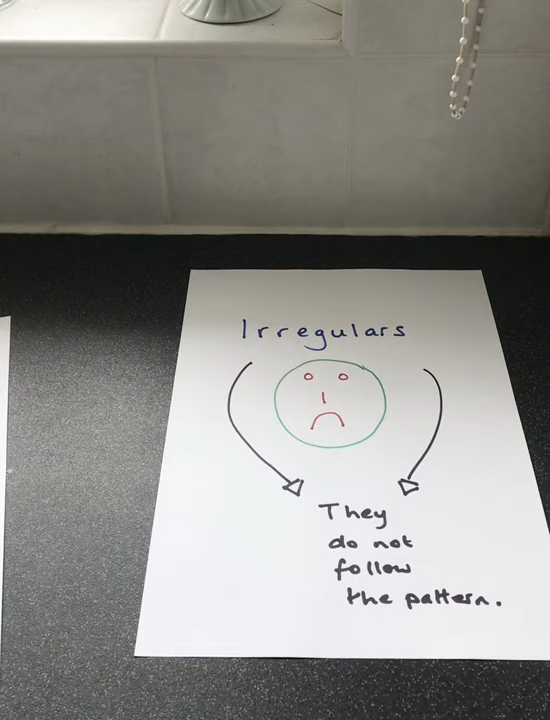 Irregulars
They
do not
follow
the pattern.